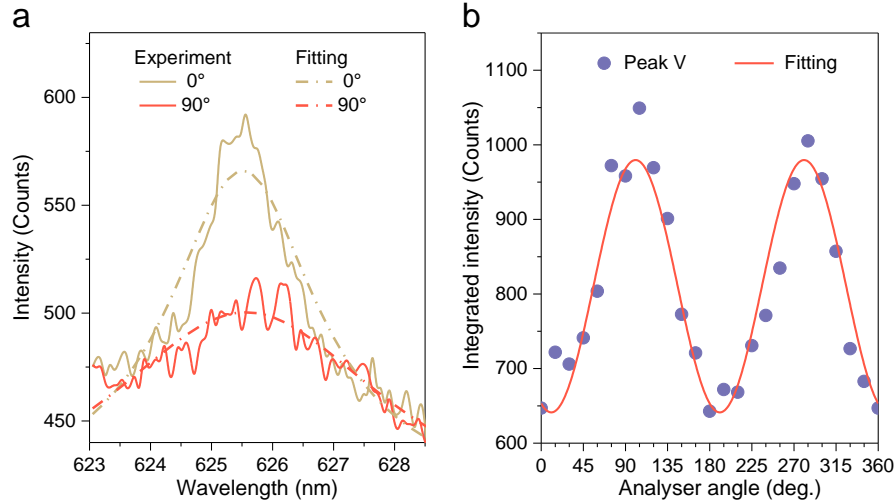 a
Experiment Fitting
0° 0°
90° 90°
Intensity (Counts)
600
550
500
450
623 624 625 626 627 628
Wavelength (nm)
b
Peak V Fitting
Integrated intensity (Counts)
1100
1000
900
800
700
600
0 45 90 135 180 225 270 315 360
Analyser angle (deg.)